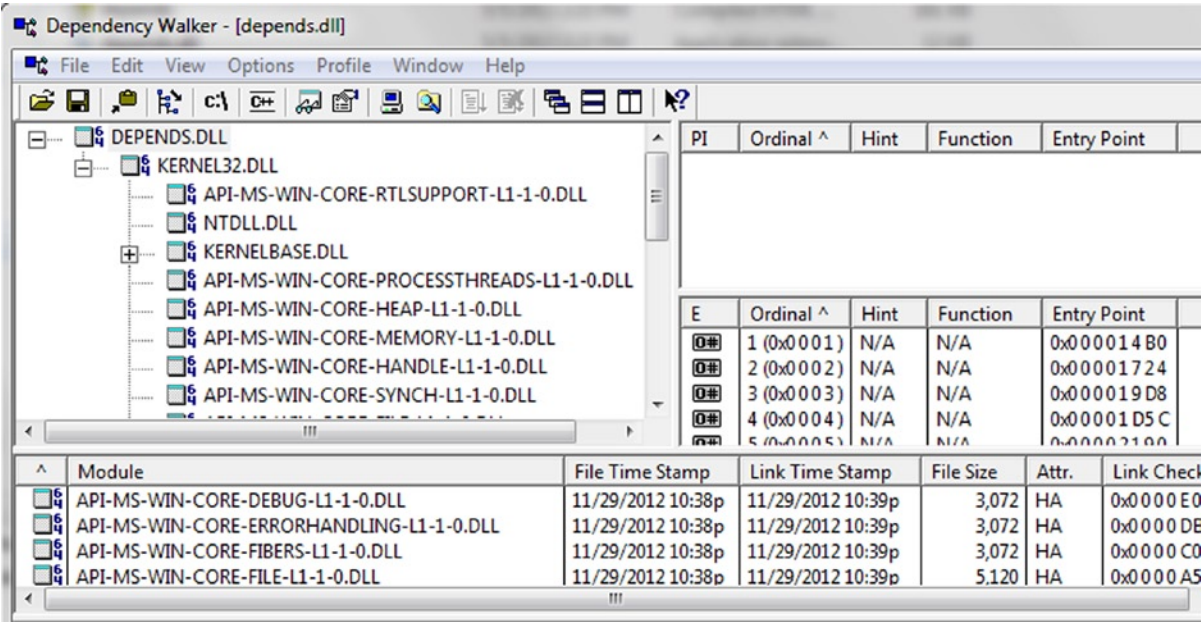 Dependency Walker - [depends.dll]
File Edit View Options Profile Window Help
C:\ C++
DEPENDS.DLL
KERNEL32.DLL
API-MS-WIN-CORE-RTLSUPPORT-L1-1-0.DLL
NTDLL.DLL
KERNELBASE.DLL
API-MS-WIN-CORE-PROCESSTHREADS-L1-1-0.DLL
API-MS-WIN-CORE-HEAP-L1-1-0.DLL
API-MS-WIN-CORE-MEMORY-L1-1-0.DLL
API-MS-WIN-CORE-HANDLE-L1-1-0.DLL
API-MS-WIN-CORE-SYNCH-L1-1-0.DLL
PI Ordinal ^ Hint Function Entry Point
E Ordinal ^ Hint Function Entry Point
O# 1 (0x0001) N/A N/A 0x000014B0
O# 2 (0x0002) N/A N/A 0x00001724
O# 3 (0x0003) N/A N/A 0x000019D8
O# 4 (0x0004) N/A N/A 0x00001D5C
O# 5 (0x0005) N/A N/A 0x00002190
^ Module File Time Stamp Link Time Stamp File Size Attr. Link Check
API-MS-WIN-CORE-DEBUG-L1-1-0.DLL 11/29/2012 10:38p 11/29/2012 10:39p 3,072 HA 0x0000E0
API-MS-WIN-CORE-ERRORHANDLING-L1-1-0.DLL 11/29/2012 10:38p 11/29/2012 10:39p 3,072 HA 0x0000DB
API-MS-WIN-CORE-FIBERS-L1-1-0.DLL 11/29/2012 10:38p 11/29/2012 10:39p 3,072 HA 0x0000C0
API-MS-WIN-CORE-FILE-L1-1-0.DLL 11/29/2012 10:38p 11/29/2012 10:39p 5,120 HA 0x0000A5